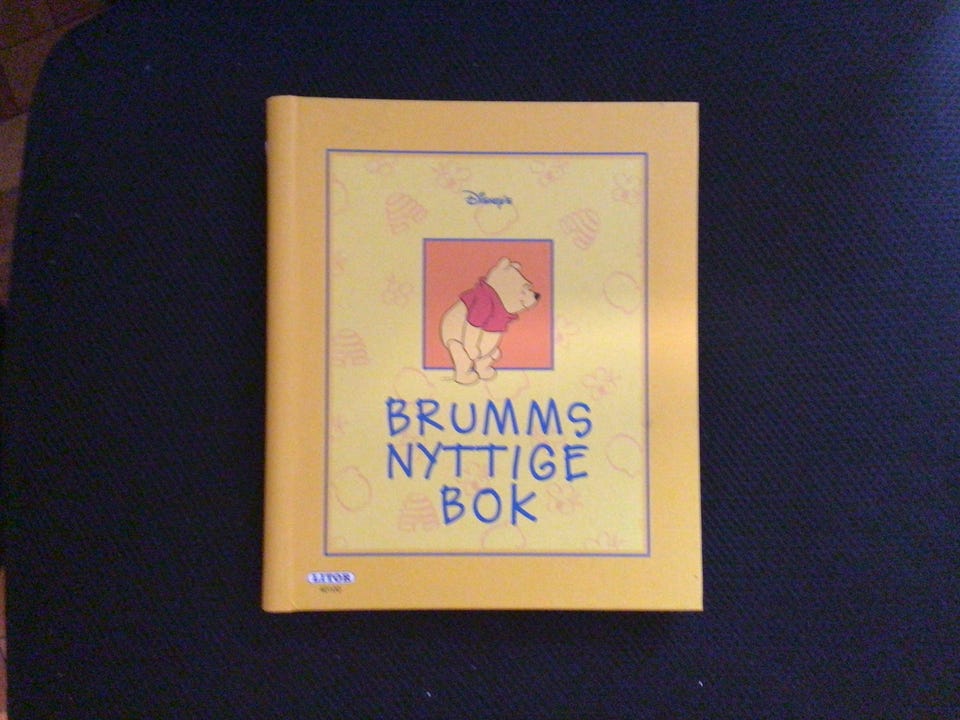 Disney's
BRUMMS
NYTTIGE
BOK
LITOR